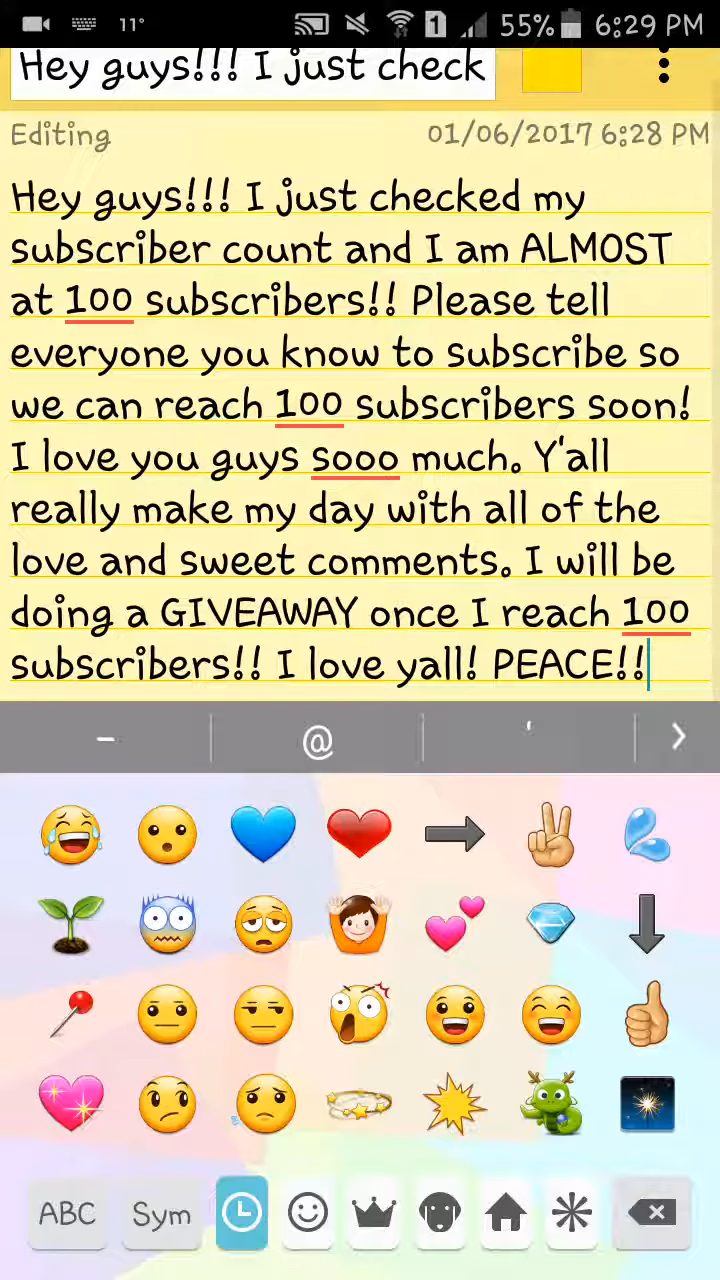 11° 1 55% 6:29 PM
Hey guys!!! I just check
Editing 01/06/2017 6:28 PM
Hey guys!!! I just checked my
subscriber count and I am ALMOST
at 100 subscribers!! Please tell
everyone you know to subscribe so
we can reach 100 subscribers soon!
I love you guys sooo much. Y'all
really make my day with all of the
love and sweet comments. I will be
doing a GIVEAWAY once I reach 100
subscribers!! I love yall! PEACE!!
- @ ' >
ABC Sym